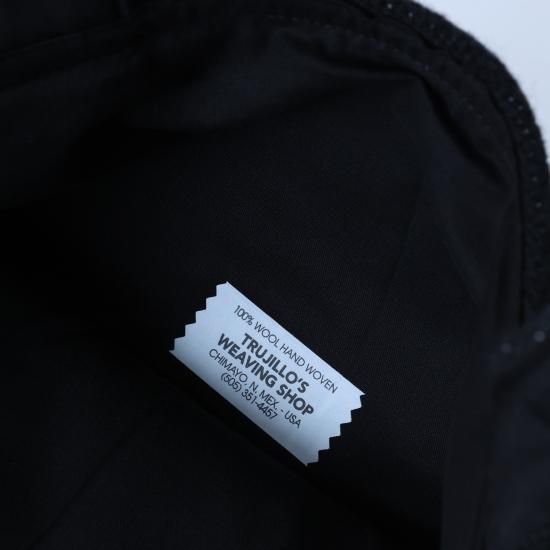 100% WOOL HAND WOVEN
TRUJILLO'S
WEAVING SHOP
CHIMAYO, N. MEX. - USA
(505) 351-4457